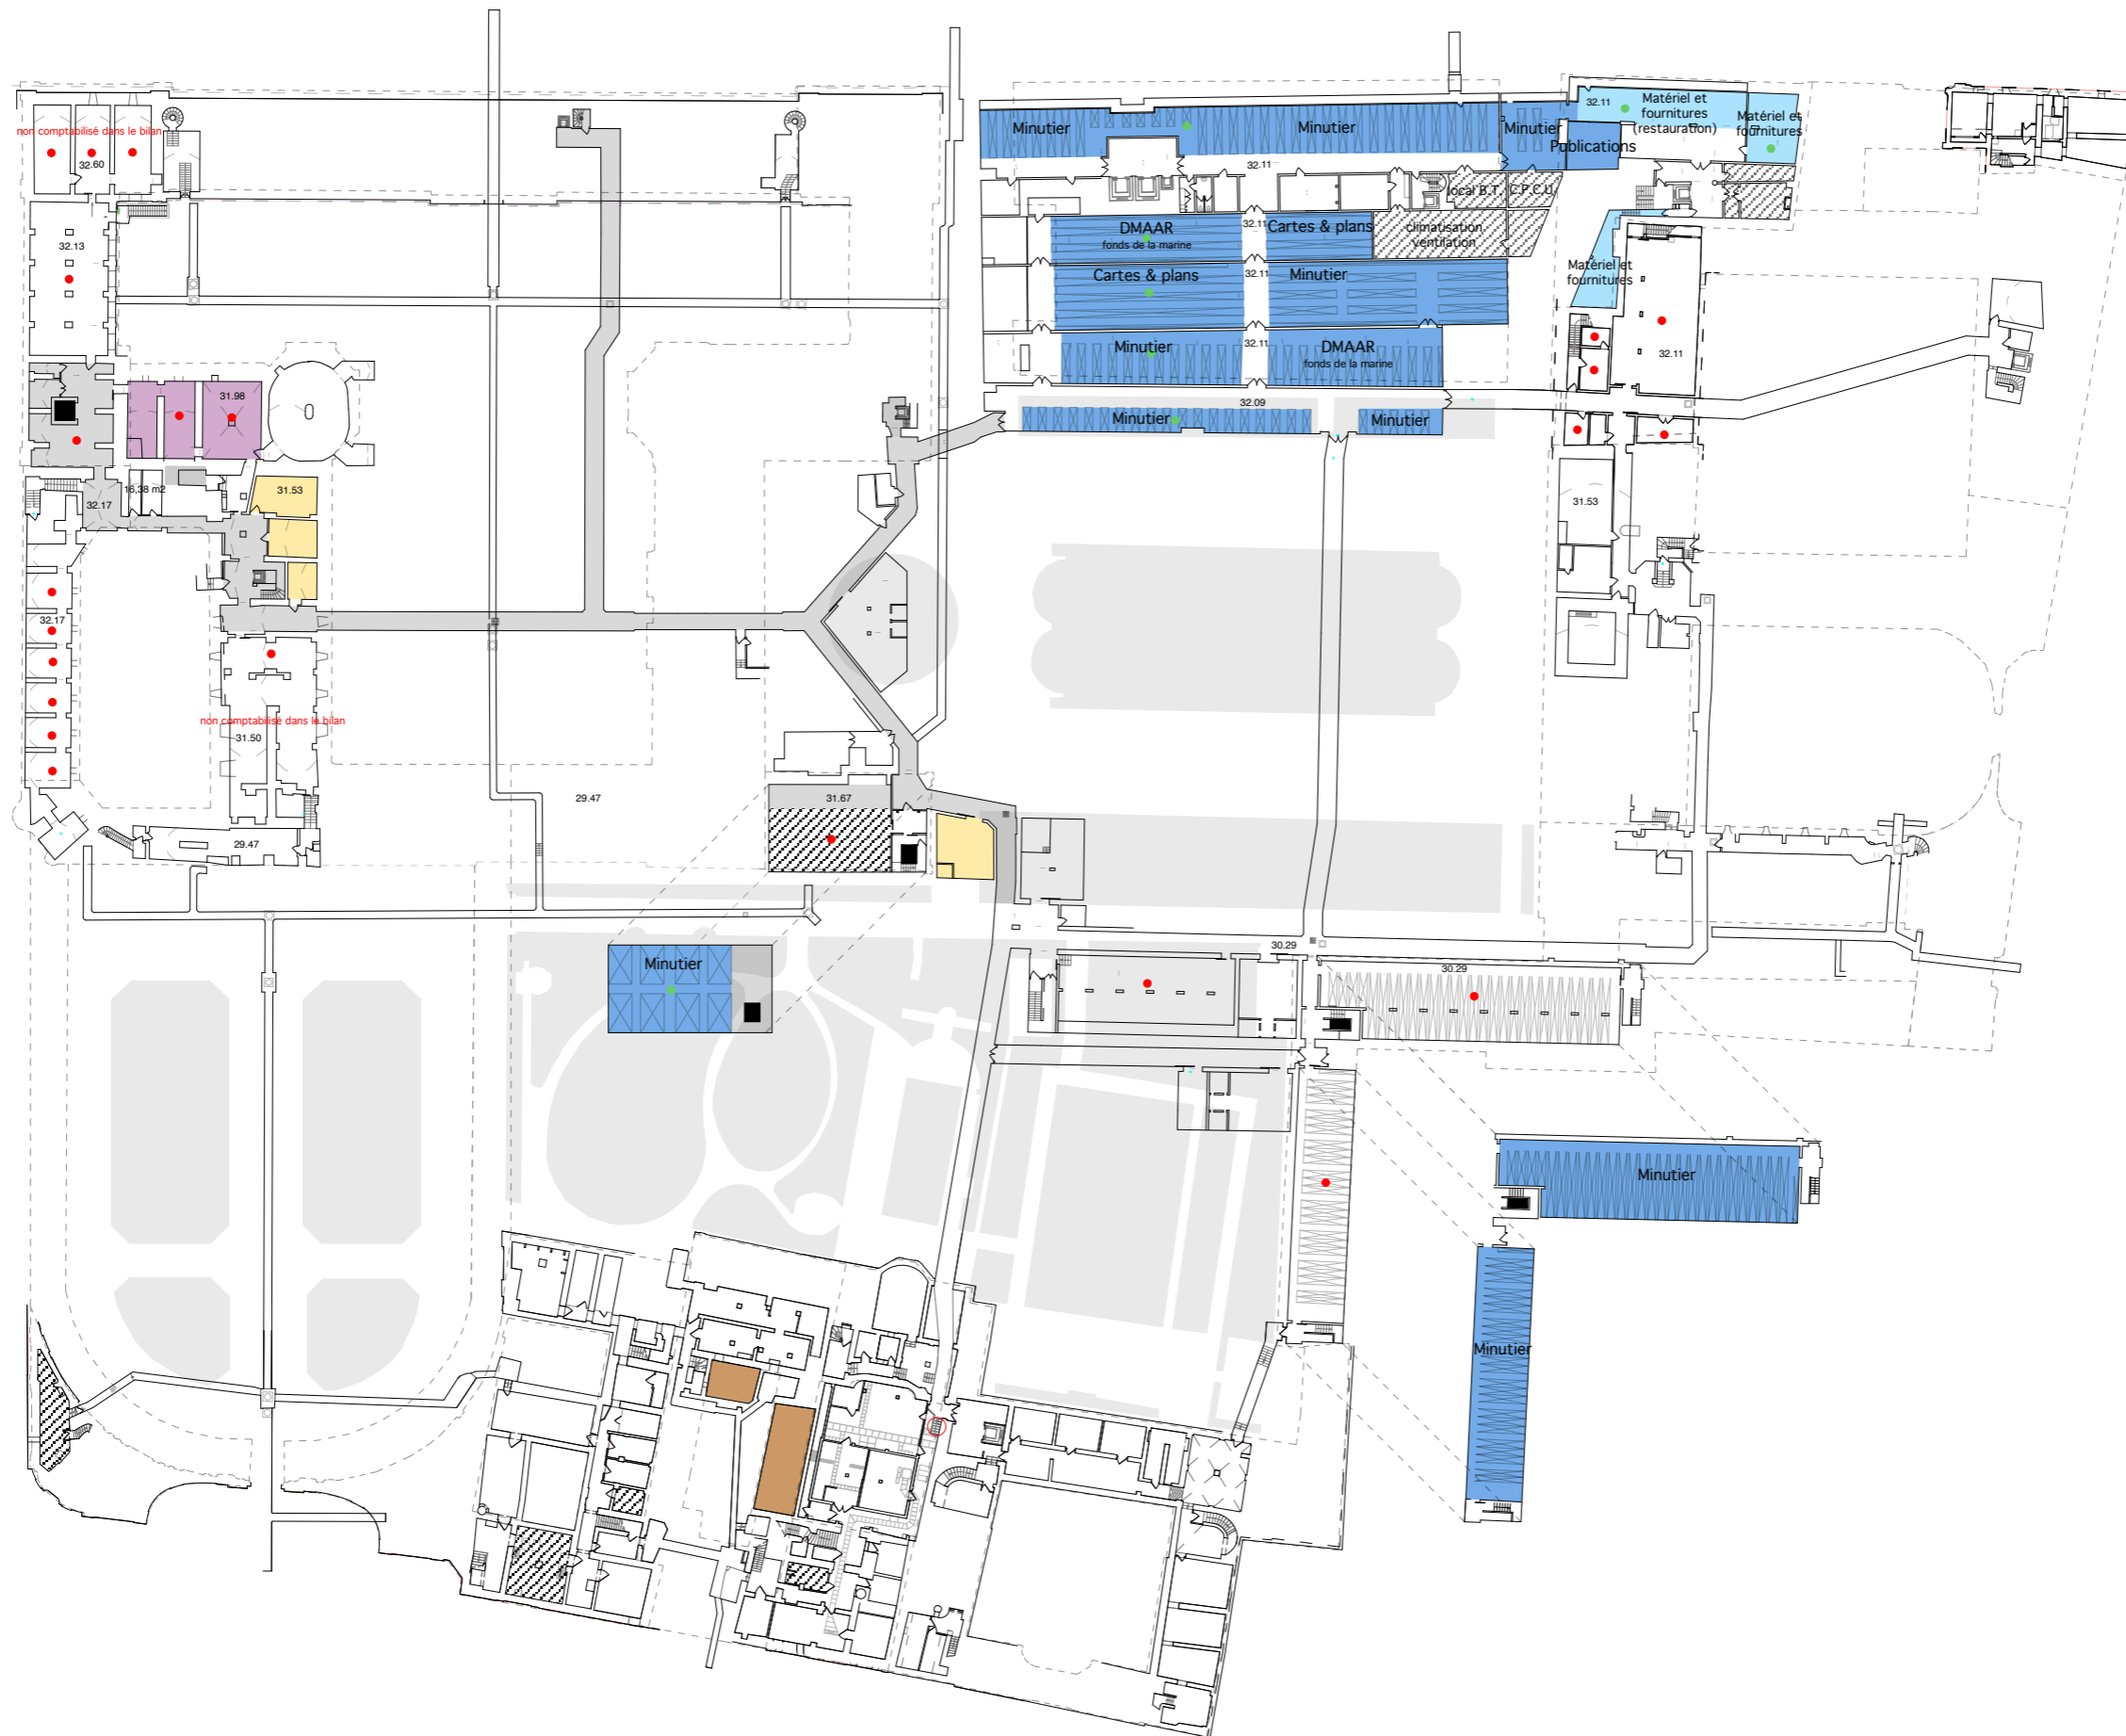 Minutier
Minutier
Minutier
32.11
Matériel et
fournitures
(restauration)
Matériel et
fournitures
Publications
non comptabilisé dans le bilan
32.60
32.11
local B.T.
C.P.C.U.
32.13
DMAAR
fonds de la marine
32.11
Cartes & plans
climatisation
ventilation
Cartes & plans
32.11
Minutier
Matériel et
fournitures
Minutier
32.11
DMAAR
fonds de la marine
32.11
31.98
32.09
Minutier
Minutier
16,38 m2
31.53
32.17
31.53
32.17
non comptabilisé dans le bilan
31.50
29.47
31.67
29.47
30.29
Minutier
30.29
Minutier
Minutier